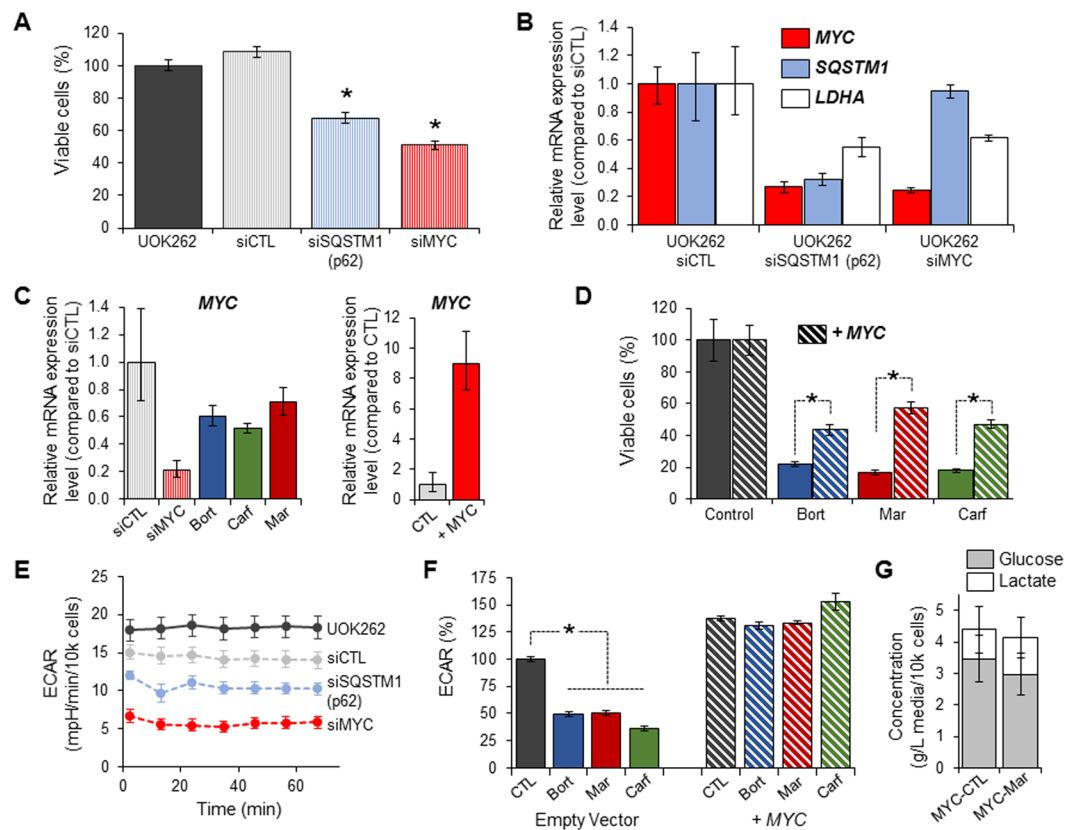 A
Viable cells (%)
120
100
80
60
40
20
0
*
*
UOK262
siCTL
siSQSTM1
(p62)
siMYC
B
Relative mRNA expression
level (compared to siCTL)
1.4
1.2
1.0
0.8
0.6
0.4
0.2
0.0
MYC
SQSTM1
LDHA
UOK262
siCTL
UOK262
siSQSTM1 (p62)
UOK262
siMYC
C
MYC
Relative mRNA expression
level (compared to siCTL)
1.4
1.2
1.0
0.8
0.6
0.4
0.2
0.0
siCTL
siMYC
Bort
Carf
Mar
MYC
Relative mRNA expression
level (compared to CTL)
12
10
8
6
4
2
0
CTL
+ MYC
D
Viable cells (%)
120
100
80
60
40
20
0
+ MYC
*
*
*
Control
Bort
Mar
Carf
E
ECAR
(mpH/min/10k cells)
25
20
15
10
5
0
0
20
40
60
Time (min)
UOK262
siCTL
siSQSTM1
(p62)
siMYC
F
ECAR (%)
175
150
125
100
75
50
25
0
*
CTL
Bort
Mar
Carf
Empty Vector
CTL
Bort
Mar
Carf
+ MYC
G
Glucose
Lactate
Concentration
(g/L media/10k cells)
6
5
4
3
2
1
0
MYC-CTL
MYC-Mar